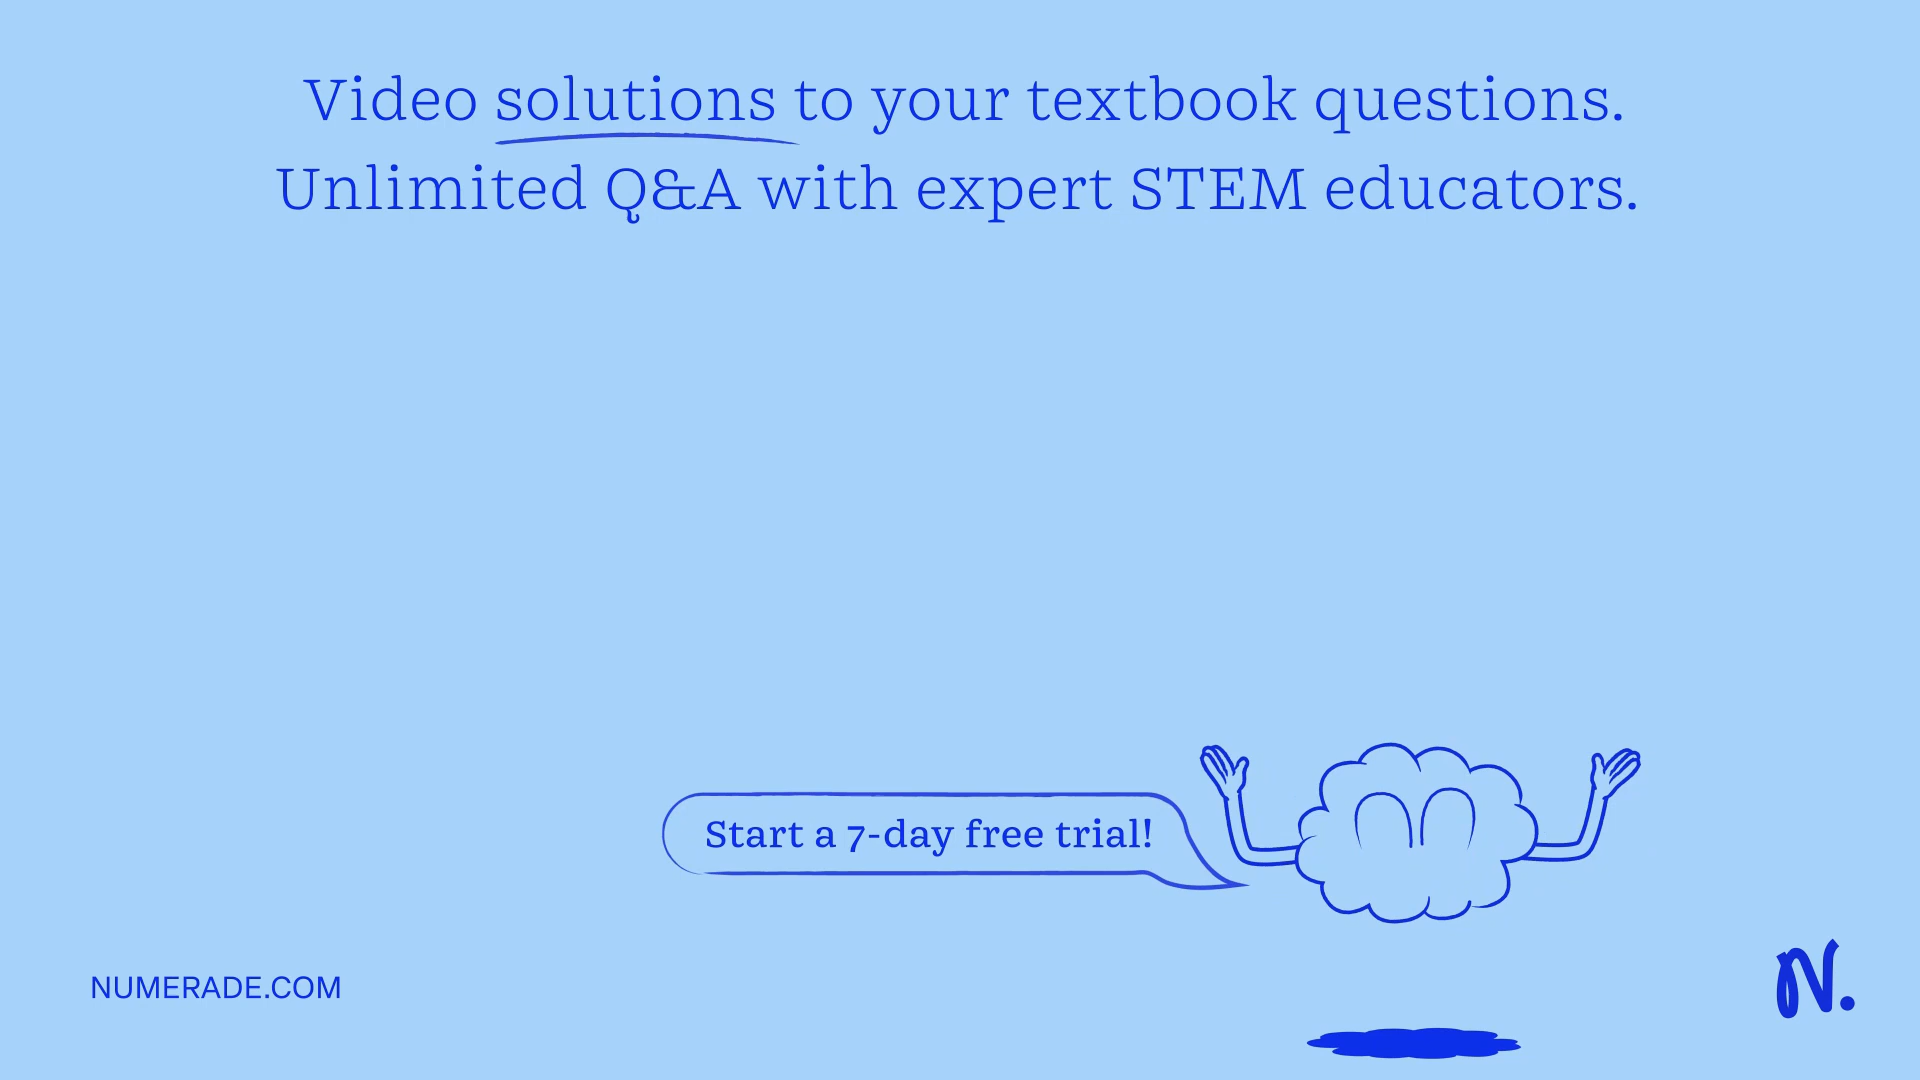 Video solutions to your textbook questions.
Unlimited Q&A with expert STEM educators.
Start a 7-day free trial!
NUMERADE.COM
N.